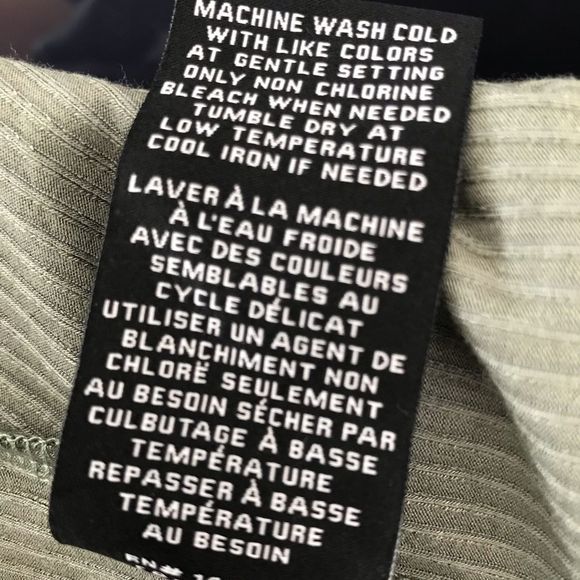 MACHINE WASH COLD
WITH LIKE COLORS
AT GENTLE SETTING
ONLY NON CHLORINE
BLEACH WHEN NEEDED
TUMBLE DRY AT
LOW TEMPERATURE
COOL IRON IF NEEDED
LAVER À LA MACHINE
À L'EAU FROIDE
AVEC DES COULEURS
SEMBLABLES AU
CYCLE DÉLICAT
UTILISER UN AGENT DE
BLANCHIMENT NON
CHLORË SEULEMENT
AU BESOIN SÉCHER PAR
CULBUTAGE À BASSE
TEMPÉRATURE
REPASSER À BASSE
TEMPÉRATURE
AU BESOIN